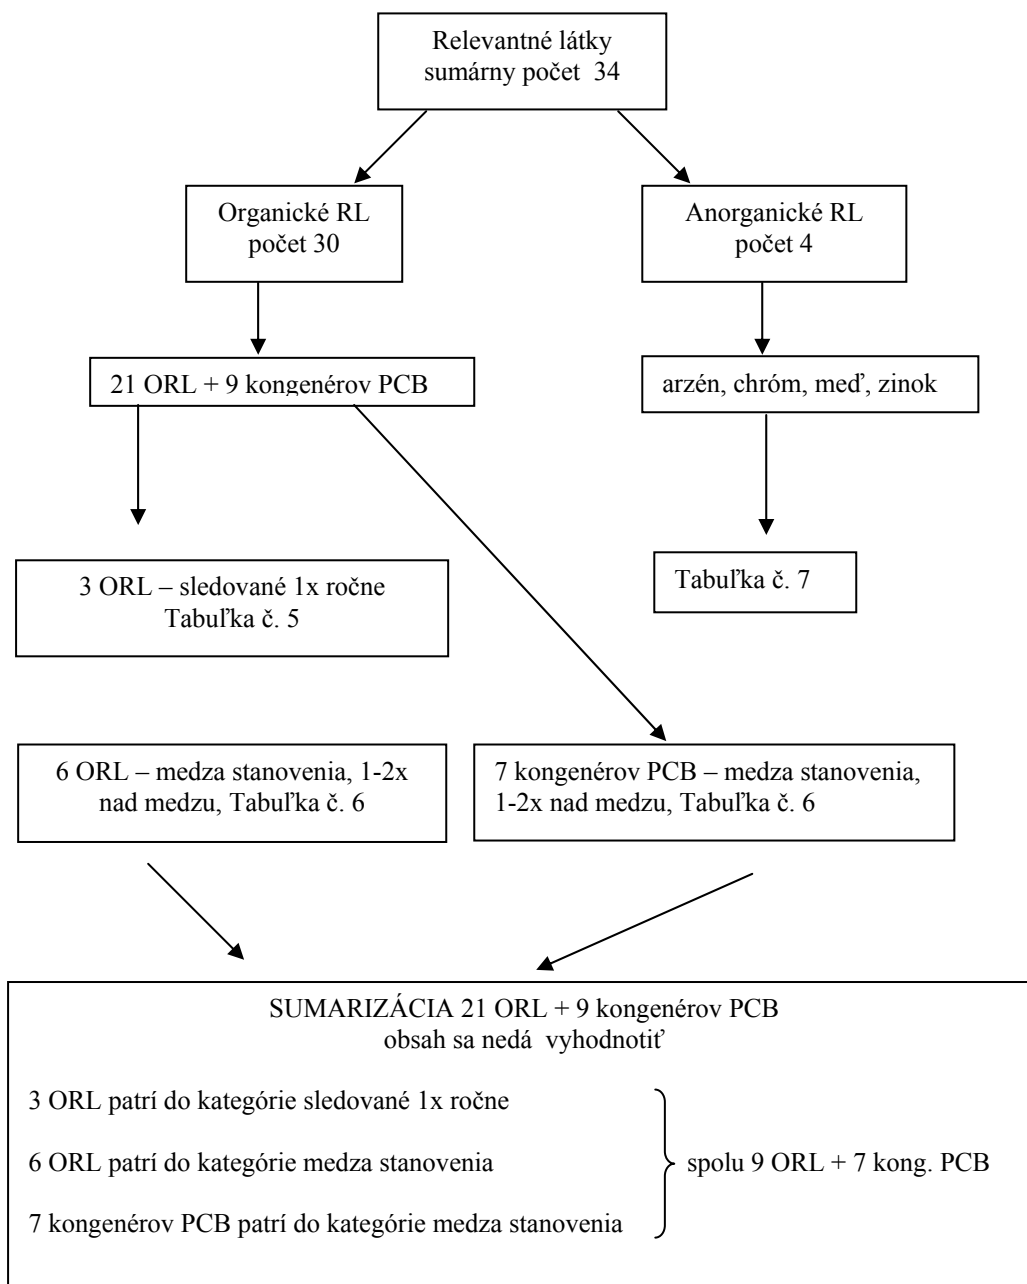 Relevantné látky
sumárny počet  34
Organické RL
počet 30
Anorganické RL
počet 4
21 ORL + 9 kongenérov PCB
arzén, chróm, meď, zinok
3 ORL – sledované 1x ročne
Tabuľka č. 5
Tabuľka č. 7
6 ORL – medza stanovenia, 1-2x
nad medzu, Tabuľka č. 6
7 kongenérov PCB – medza stanovenia,
1-2x nad medzu, Tabuľka č. 6
SUMARIZÁCIA 21 ORL + 9 kongenérov PCB
obsah sa nedá  vyhodnotiť
3 ORL patrí do kategórie sledované 1x ročne
6 ORL patrí do kategórie medza stanovenia
spolu 9 ORL + 7 kong. PCB
7 kongenérov PCB patrí do kategórie medza stanovenia